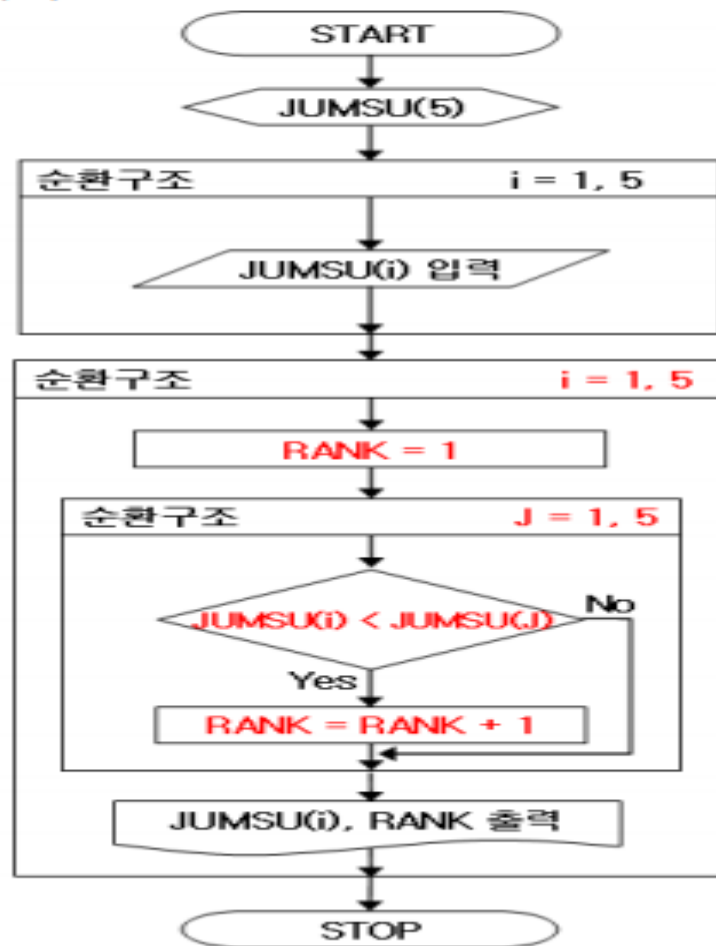 START
JUMSU(5)
순환구조 i = 1, 5
JUMSU(i) 입력
순환구조 i = 1, 5
RANK = 1
순환구조 J = 1, 5
JUMSU(i) < JUMSU(J)
No
Yes
RANK = RANK + 1
JUMSU(i), RANK 출력
STOP